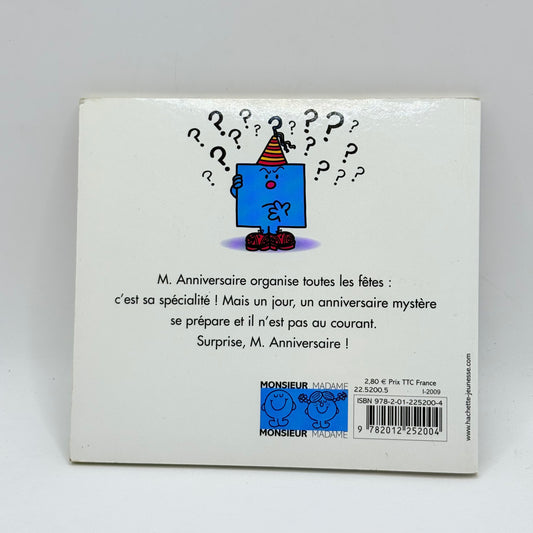 ? ? ? ? ? ? ? ? ? ? ? ? ? ? ?
M. Anniversaire organise toutes les fêtes :
c'est sa spécialité ! Mais un jour, un anniversaire mystère
se prépare et il n'est pas au courant.
Surprise, M. Anniversaire !
MONSIEUR MADAME
MONSIEUR MADAME
2,80 € Prix TTC France
22.5200.5 I-2009
ISBN 978-2-01-225200-4
9 782012 252004
www.hachette-jeunesse.com